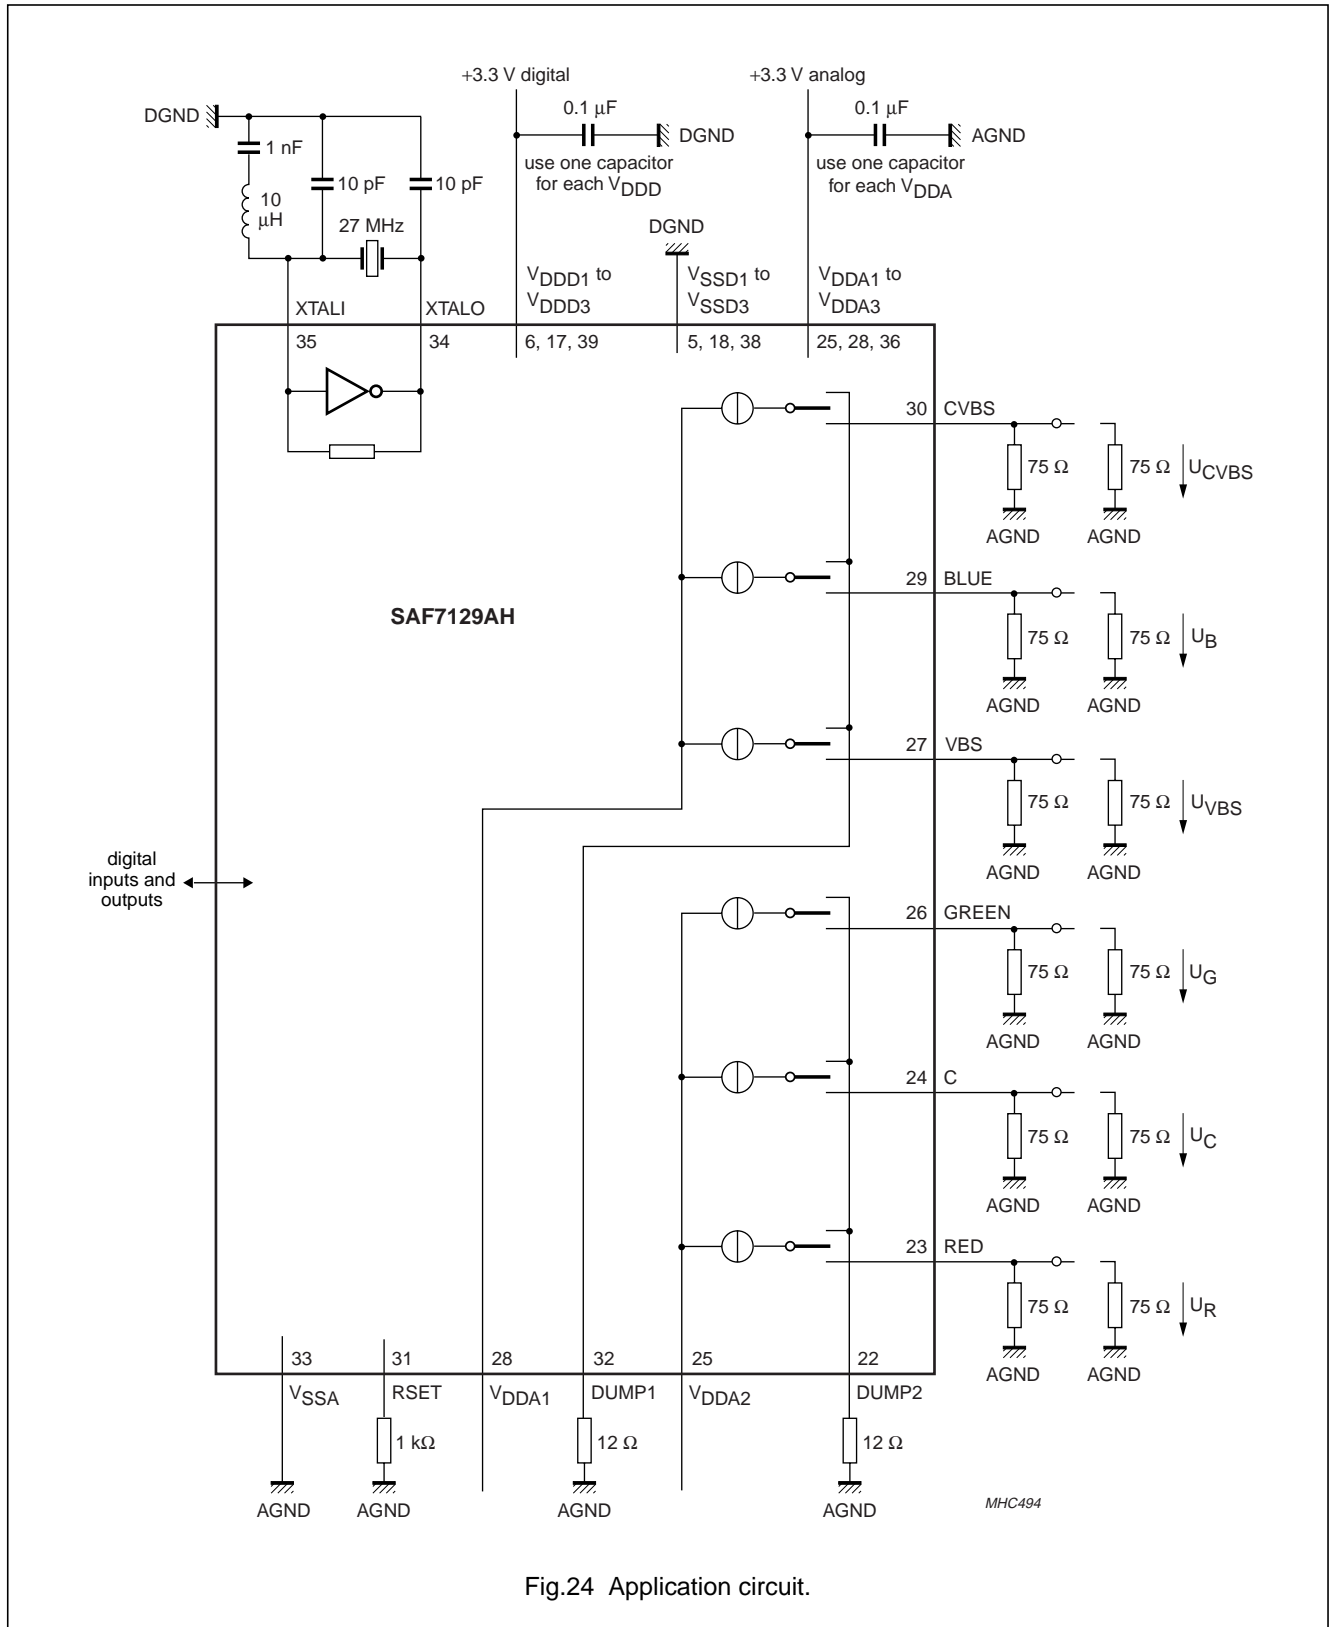 +3.3 V digital
+3.3 V analog
DGND
1 nF
10 pF
10 pF
10
μH
27 MHz
0.1 μF
DGND
use one capacitor
for each VDDD
0.1 μF
AGND
use one capacitor
for each VDDA
DGND
VDDD1 to
VDDD3
VSSD1 to
VSSD3
VDDA1 to
VDDA3
XTALI
XTALO
35
34
6, 17, 39
5, 18, 38
25, 28, 36
SAF7129AH
digital
inputs and
outputs
30
CVBS
75 Ω
75 Ω
UCVBS
AGND
AGND
29
BLUE
75 Ω
75 Ω
UB
AGND
AGND
27
VBS
75 Ω
75 Ω
UVBS
AGND
AGND
26
GREEN
75 Ω
75 Ω
UG
AGND
AGND
24
C
75 Ω
75 Ω
UC
AGND
AGND
23
RED
75 Ω
75 Ω
UR
AGND
AGND
33
31
28
32
25
22
VSSA
RSET
VDDA1
DUMP1
VDDA2
DUMP2
1 kΩ
12 Ω
12 Ω
AGND
AGND
AGND
AGND
MHC494
Fig.24 Application circuit.